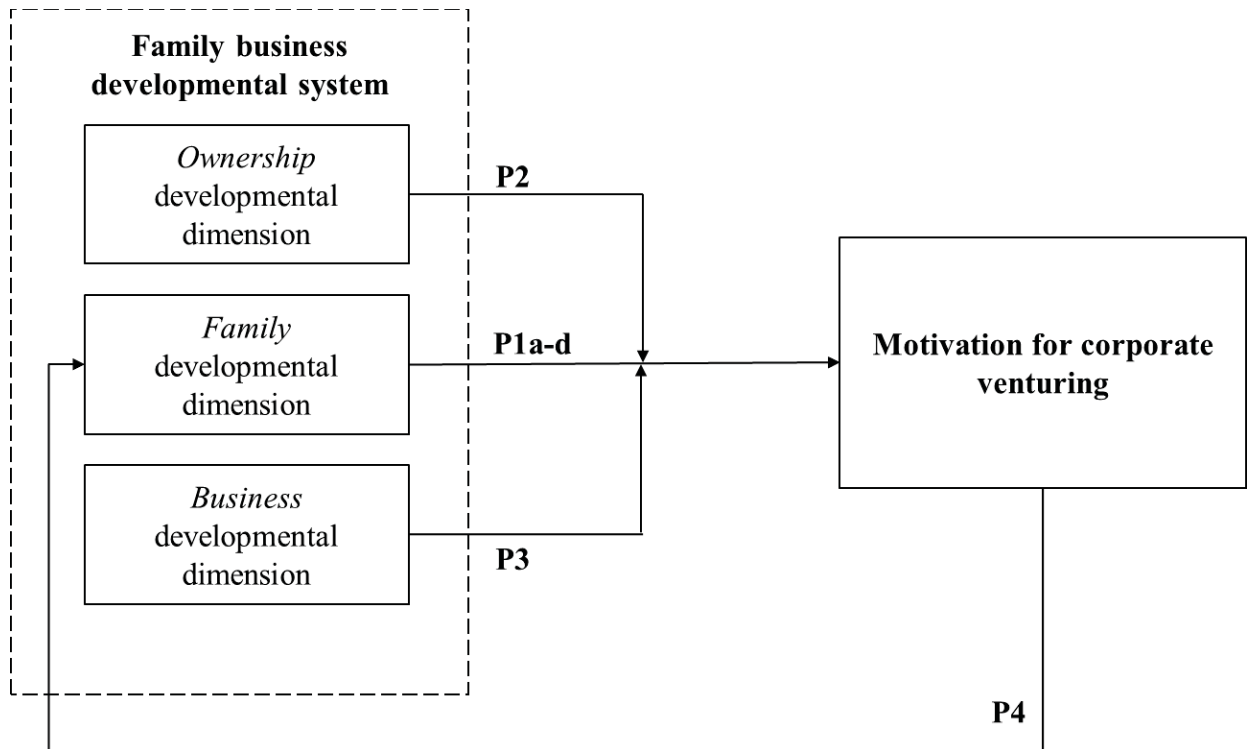 Family business
developmental system
Ownership
developmental
dimension
P2
Family
developmental
dimension
P1a-d
Motivation for corporate
venturing
Business
developmental
dimension
P3
P4